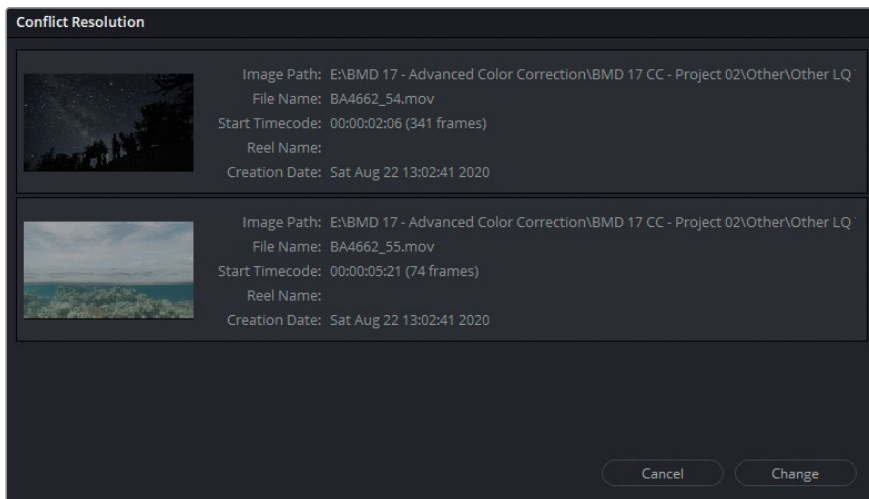 Conflict Resolution
Image Path: E:\BMD 17 - Advanced Color Correction\BMD 17 CC - Project 02\Other\Other LQ
File Name: BA4662_54.mov
Start Timecode: 00:00:02:06 (341 frames)
Reel Name:
Creation Date: Sat Aug 22 13:02:41 2020
Image Path: E:\BMD 17 - Advanced Color Correction\BMD 17 CC - Project 02\Other\Other LQ
File Name: BA4662_55.mov
Start Timecode: 00:00:05:21 (74 frames)
Reel Name:
Creation Date: Sat Aug 22 13:02:41 2020
Cancel Change